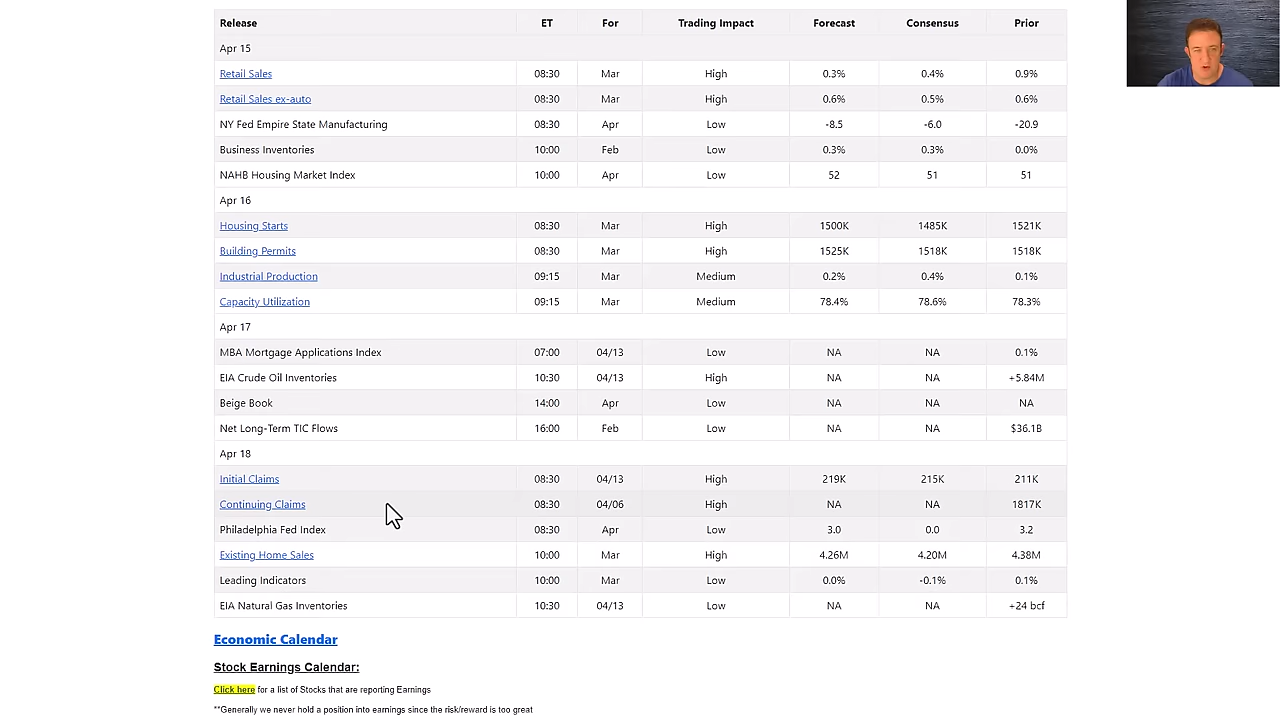 Release ET For Trading Impact Forecast Consensus Prior
Apr 15
Retail Sales 08:30 Mar High 0.3% 0.4% 0.9%
Retail Sales ex-auto 08:30 Mar High 0.6% 0.5% 0.6%
NY Fed Empire State Manufacturing 08:30 Apr Low -8.5 -6.0 -20.9
Business Inventories 10:00 Feb Low 0.3% 0.3% 0.0%
NAHB Housing Market Index 10:00 Apr Low 52 51 51
Apr 16
Housing Starts 08:30 Mar High 1500K 1485K 1521K
Building Permits 08:30 Mar High 1525K 1518K 1518K
Industrial Production 09:15 Mar Medium 0.2% 0.4% 0.1%
Capacity Utilization 09:15 Mar Medium 78.4% 78.6% 78.3%
Apr 17
MBA Mortgage Applications Index 07:00 04/13 Low NA NA 0.1%
EIA Crude Oil Inventories 10:30 04/13 High NA NA +5.84M
Beige Book 14:00 Apr Low NA NA NA
Net Long-Term TIC Flows 16:00 Feb Low NA NA $36.1B
Apr 18
Initial Claims 08:30 04/13 High 219K 215K 211K
Continuing Claims 08:30 04/06 High NA NA 1817K
Philadelphia Fed Index 08:30 Apr Low 3.0 0.0 3.2
Existing Home Sales 10:00 Mar High 4.26M 4.20M 4.38M
Leading Indicators 10:00 Mar Low 0.0% -0.1% 0.1%
EIA Natural Gas Inventories 10:30 04/13 Low NA NA +24 bcf
Economic Calendar
Stock Earnings Calendar:
Click here for a list of Stocks that are reporting Earnings
**Generally we never hold a position into earnings since the risk/reward is too great